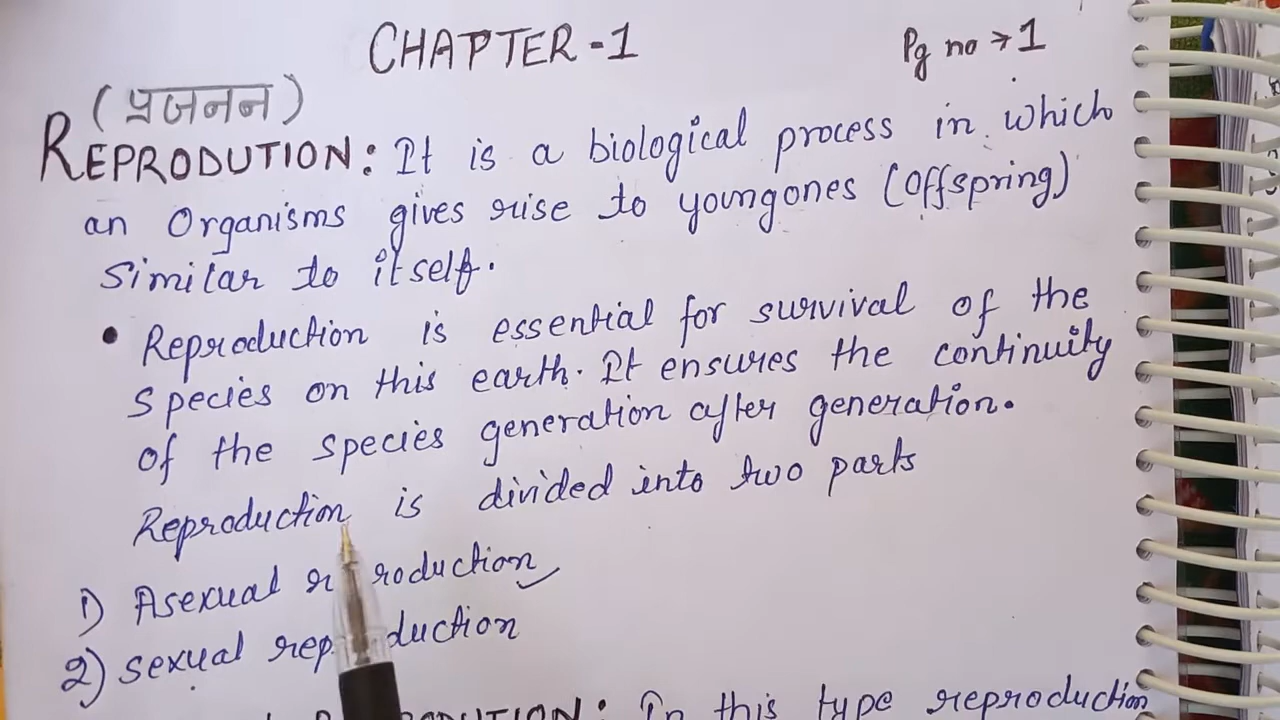 CHAPTER-1
Pg no → 1
(प्रजनन)
REPRODUTION: It is a biological process in which
an Organisms gives rise to youngones (offspring)
Similar to itself.
• Reproduction is essential for survival of the
species on this earth. It ensures the continuity
of the species generation after generation.
Reproduction is divided into two parts
1) Asexual reproduction
2) sexual reproduction
In this type reproduction